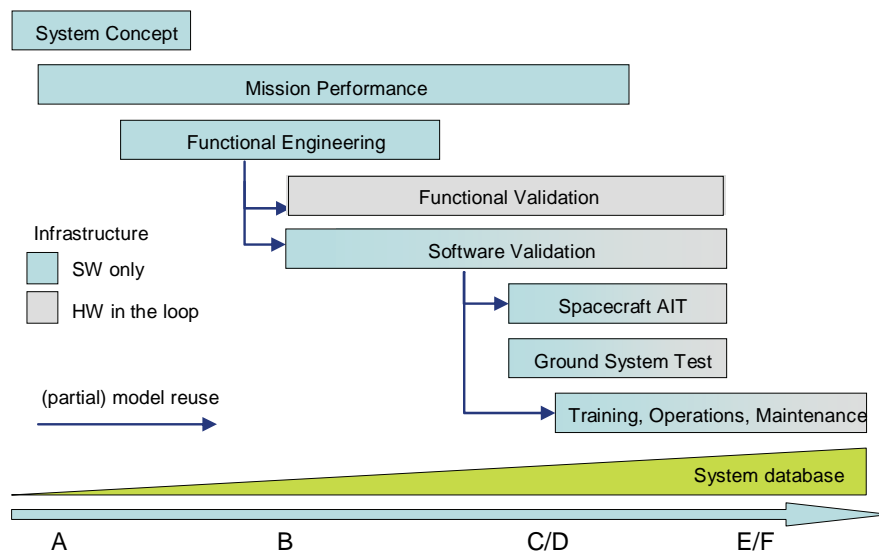 System Concept
Mission Performance
Functional Engineering
Functional Validation
Infrastructure
SW only
Software Validation
HW in the loop
Spacecraft AIT
Ground System Test
(partial) model reuse
Training, Operations, Maintenance
System database
A B C/D E/F